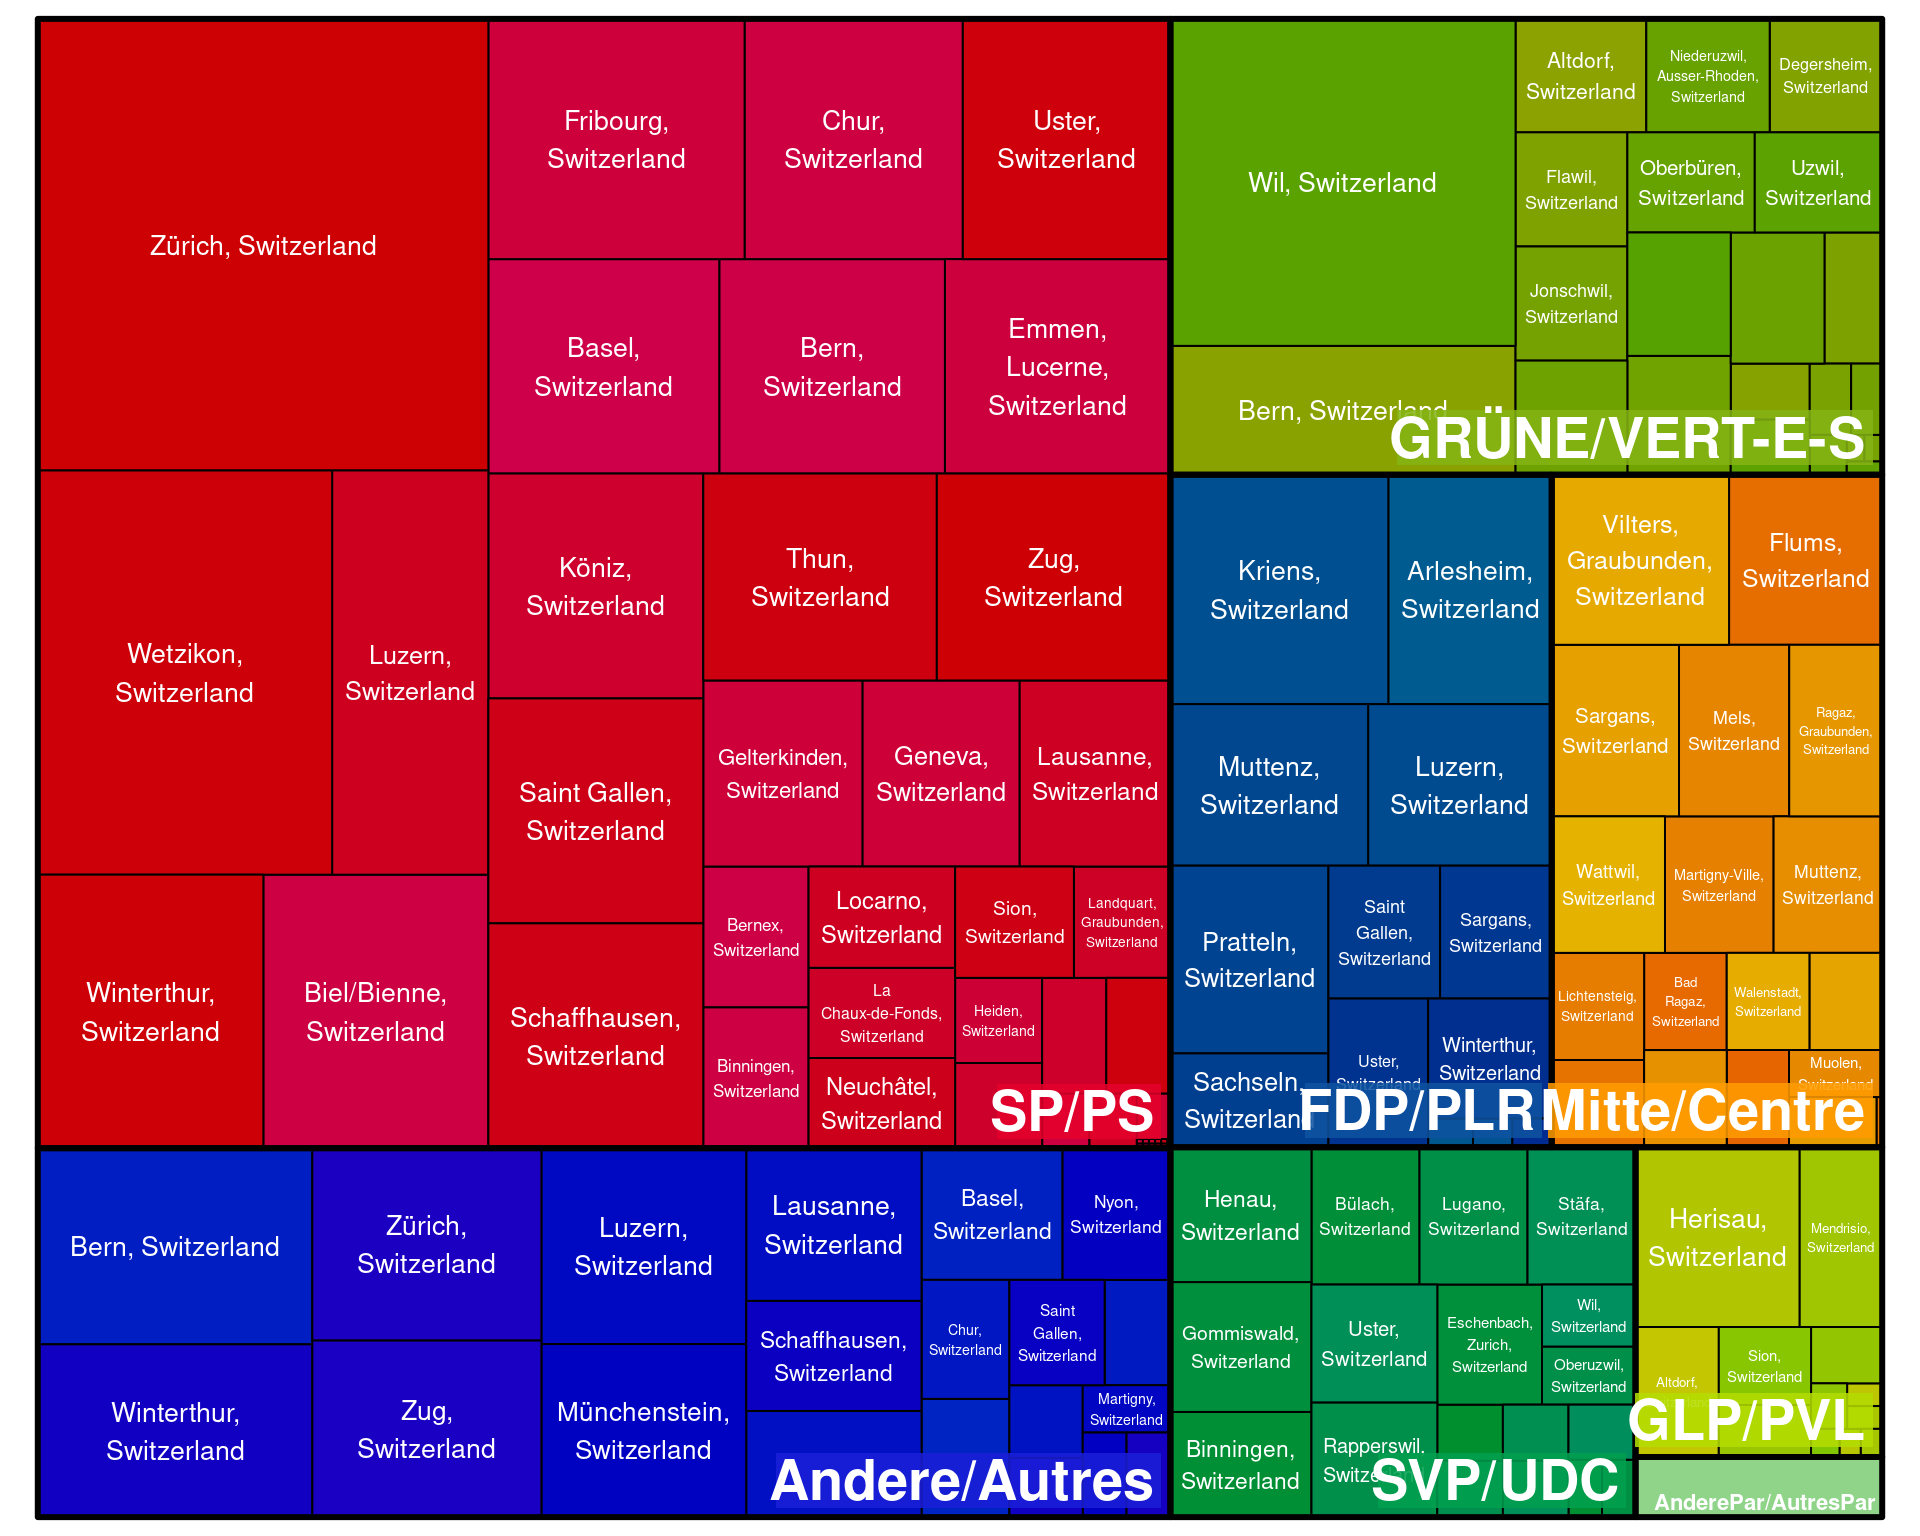 Zürich, Switzerland
Fribourg,
Switzerland
Chur,
Switzerland
Uster,
Switzerland
Basel,
Switzerland
Bern,
Switzerland
Emmen,
Lucerne,
Switzerland
Wetzikon,
Switzerland
Luzern,
Switzerland
Köniz,
Switzerland
Thun,
Switzerland
Zug,
Switzerland
Saint Gallen,
Switzerland
Gelterkinden,
Switzerland
Geneva,
Switzerland
Lausanne,
Switzerland
Winterthur,
Switzerland
Biel/Bienne,
Switzerland
Schaffhausen,
Switzerland
Bernex,
Switzerland
Binningen,
Switzerland
Locarno,
Switzerland
La
Chaux-de-Fonds,
Switzerland
Neuchâtel,
Switzerland
Sion,
Switzerland
Landquart,
Graubunden,
Switzerland
Heiden,
Switzerland
SP/PS
Wil, Switzerland
Bern, Switzerland
Altdorf,
Switzerland
Niederuzwil,
Ausser-Rhoden,
Switzerland
Degersheim,
Switzerland
Flawil,
Switzerland
Oberbüren,
Switzerland
Uzwil,
Switzerland
Jonschwil,
Switzerland
GRÜNE/VERT-E-S
Kriens,
Switzerland
Arlesheim,
Switzerland
Muttenz,
Switzerland
Luzern,
Switzerland
Pratteln,
Switzerland
Saint
Gallen,
Switzerland
Sargans,
Switzerland
Sachseln,
Switzerland
Uster,
Switzerland
Winterthur,
Switzerland
FDP/PLR
Vilters,
Graubunden,
Switzerland
Flums,
Switzerland
Sargans,
Switzerland
Mels,
Switzerland
Ragaz,
Graubunden,
Switzerland
Wattwil,
Switzerland
Martigny-Ville,
Switzerland
Muttenz,
Switzerland
Lichtensteig,
Switzerland
Bad
Ragaz,
Switzerland
Walenstadt,
Switzerland
Muolen,
Switzerland
Mitte/Centre
Bern, Switzerland
Zürich,
Switzerland
Luzern,
Switzerland
Lausanne,
Switzerland
Basel,
Switzerland
Nyon,
Switzerland
Winterthur,
Switzerland
Zug,
Switzerland
Münchenstein,
Switzerland
Schaffhausen,
Switzerland
Chur,
Switzerland
Saint
Gallen,
Switzerland
Martigny,
Switzerland
Andere/Autres
Henau,
Switzerland
Bülach,
Switzerland
Lugano,
Switzerland
Stäfa,
Switzerland
Gommiswald,
Switzerland
Uster,
Switzerland
Eschenbach,
Zurich,
Switzerland
Wil,
Switzerland
Oberuzwil,
Switzerland
Binningen,
Switzerland
Rapperswil,
Switzerland
SVP/UDC
Herisau,
Switzerland
Mendrisio,
Switzerland
Altdorf,
Sion,
Switzerland
GLP/PVL
AnderePar/AutresPar